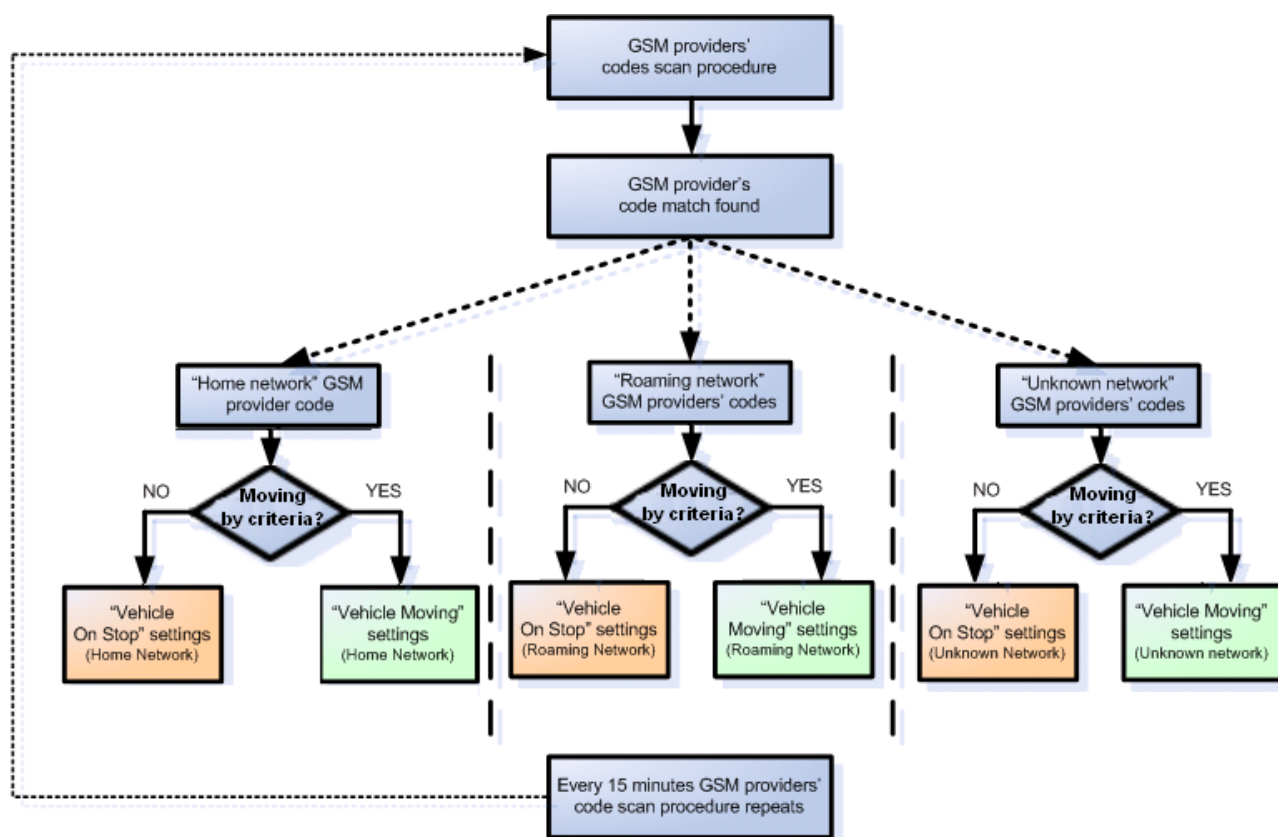 GSM providers'
codes scan procedure
GSM provider's
code match found
“Home network” GSM
provider code
“Roaming network”
GSM providers' codes
“Unknown network”
GSM providers' codes
NO
Moving
by criteria?
YES
NO
Moving
by criteria?
YES
NO
Moving
by criteria?
YES
“Vehicle
On Stop” settings
(Home Network)
“Vehicle Moving”
settings
(Home Network)
“Vehicle
On Stop” settings
(Roaming Network)
“Vehicle
Moving” settings
(Roaming Network)
“Vehicle
On Stop” settings
(Unknown Network)
“Vehicle Moving”
settings
(Unknown network)
Every 15 minutes GSM providers'
code scan procedure repeats